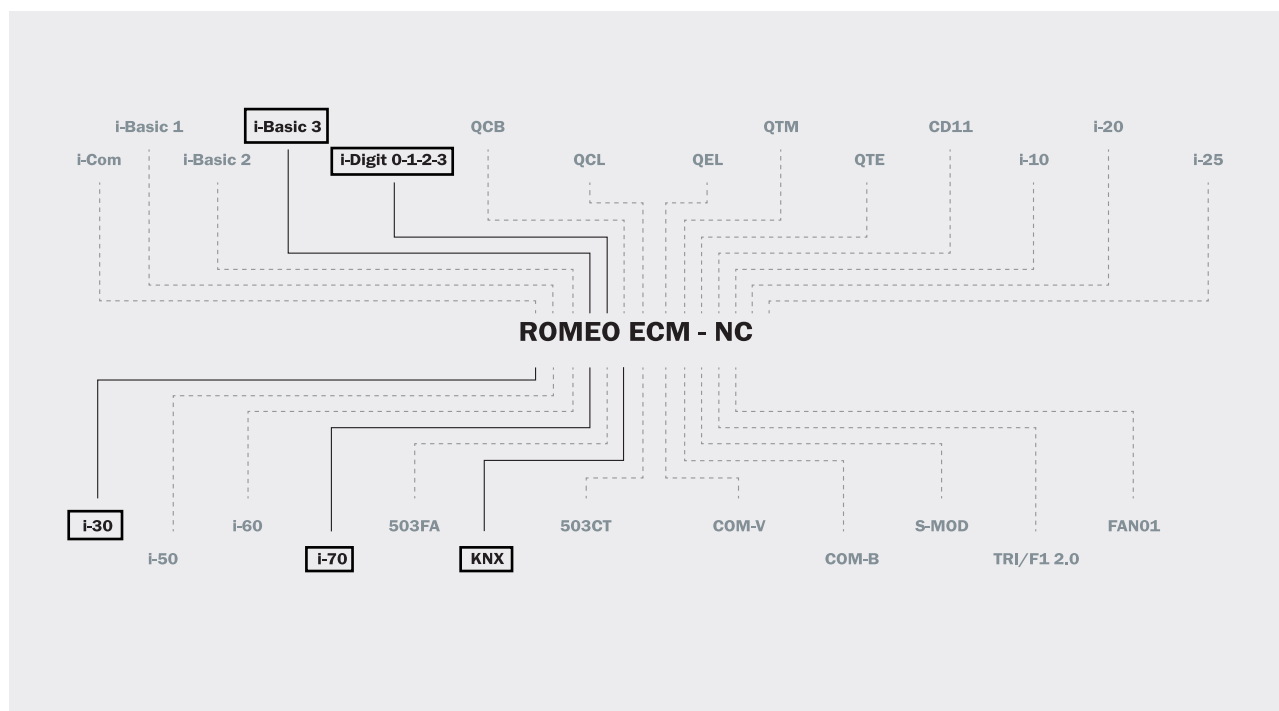 i-Basic 1
i-Basic 3
QCB
QTM
CD11
i-20
i-Com
i-Basic 2
i-Digit 0-1-2-3
QCL
QEL
QTE
i-10
i-25
ROMEO ECM - NC
i-30
i-60
503FA
503CT
COM-V
S-MOD
FAN01
i-50
i-70
KNX
COM-B
TRI/F1 2.0